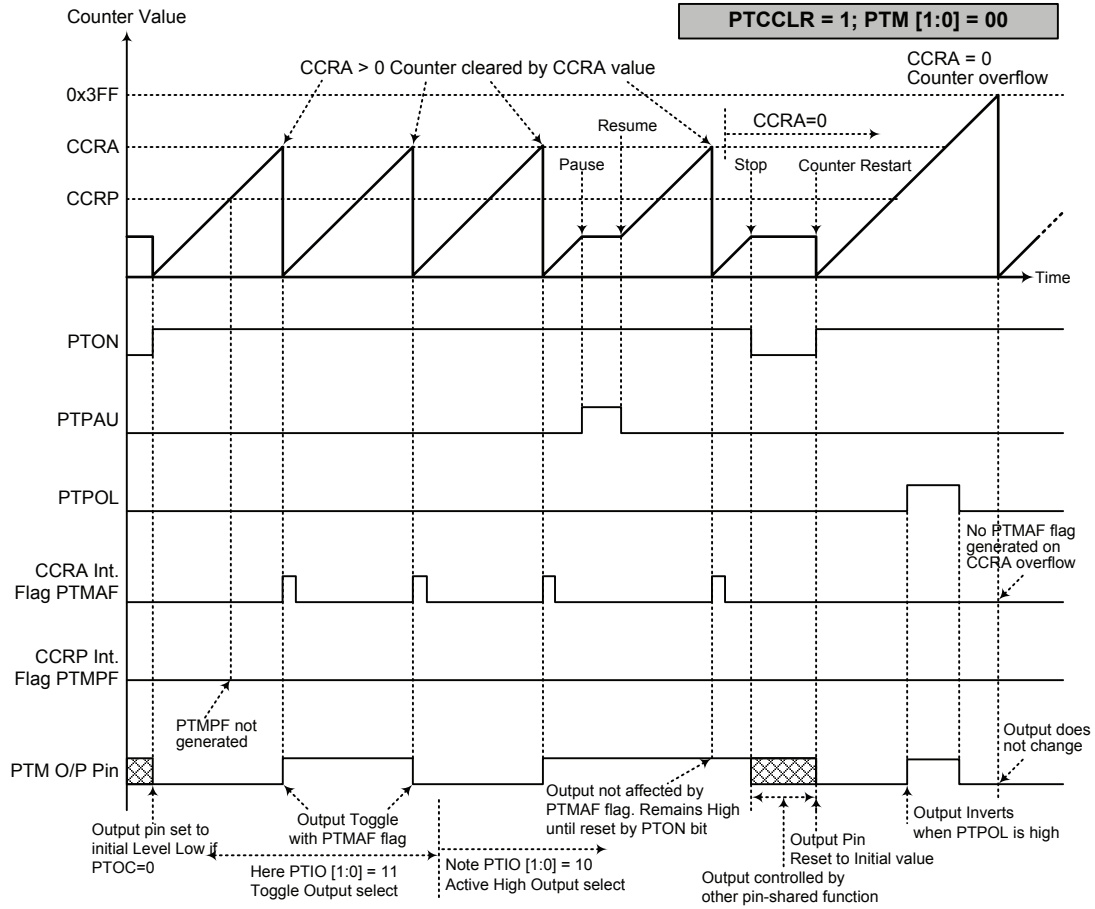 Counter Value
PTCCLR = 1; PTM [1:0] = 00
CCRA > 0 Counter cleared by CCRA value
CCRA = 0
Counter overflow
0x3FF
Resume
CCRA=0
CCRA
Pause
Stop
Counter Restart
CCRP
Time
PTON
PTPAU
PTPOL
No PTMAF flag
generated on
CCRA overflow
CCRA Int.
Flag PTMAF
CCRP Int.
Flag PTMPF
PTMPF not
generated
Output does
not change
PTM O/P Pin
Output pin set to
initial Level Low if
PTOC=0
Output Toggle
with PTMAF flag
Output not affected by
PTMAF flag. Remains High
until reset by PTON bit
Output Inverts
when PTPOL is high
Output Pin
Reset to Initial value
Here PTIO [1:0] = 11
Toggle Output select
Note PTIO [1:0] = 10
Active High Output select
Output controlled by
other pin-shared function